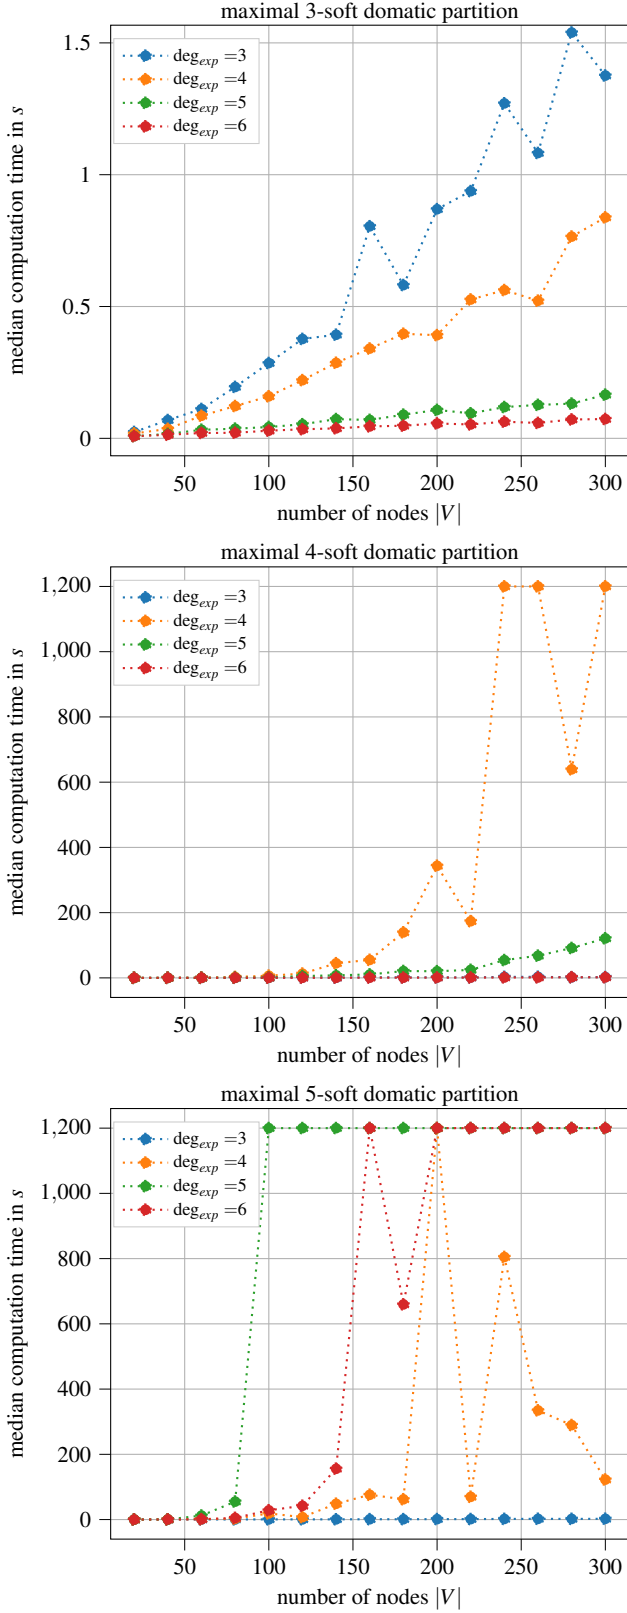 maximal 3-soft domatic partition
median computation time in s
1.5
1
0.5
0
deg_exp =3
deg_exp =4
deg_exp =5
deg_exp =6
50 100 150 200 250 300
number of nodes |V|
maximal 4-soft domatic partition
median computation time in s
1,200
1,000
800
600
400
200
0
deg_exp =3
deg_exp =4
deg_exp =5
deg_exp =6
50 100 150 200 250 300
number of nodes |V|
maximal 5-soft domatic partition
median computation time in s
1,200
1,000
800
600
400
200
0
deg_exp =3
deg_exp =4
deg_exp =5
deg_exp =6
50 100 150 200 250 300
number of nodes |V|